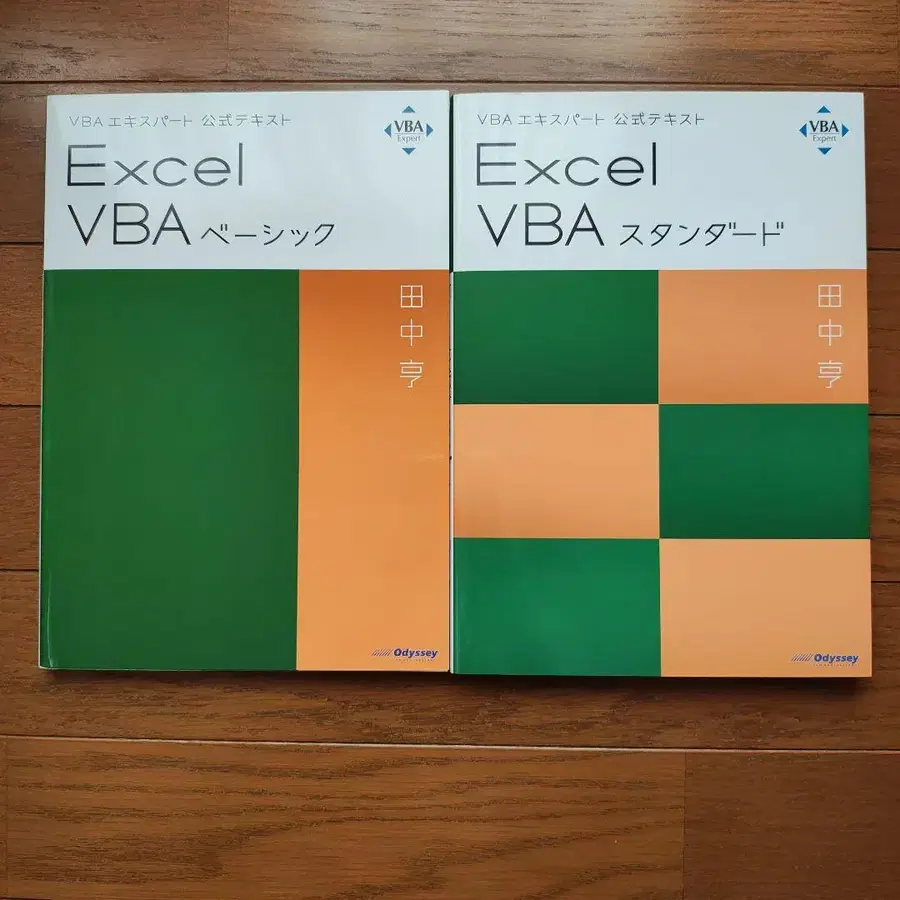 VBA エキスパート 公式テキスト
VBA
Expert
Excel
VBA ベーシック
田中亨
Odyssey
VBA エキスパート 公式テキスト
VBA
Expert
Excel
VBA スタンダード
田中亨
Odyssey